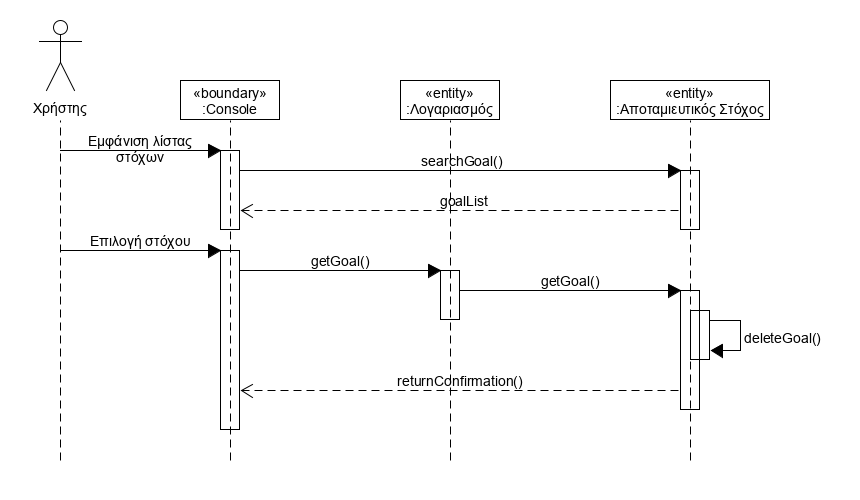 Χρήστης
«boundary»
:Console
«entity»
:Λογαριασμός
«entity»
:Αποταμιευτικός Στόχος
Εμφάνιση λίστας
στόχων
searchGoal()
goalList
Επιλογή στόχου
getGoal()
getGoal()
deleteGoal()
returnConfirmation()